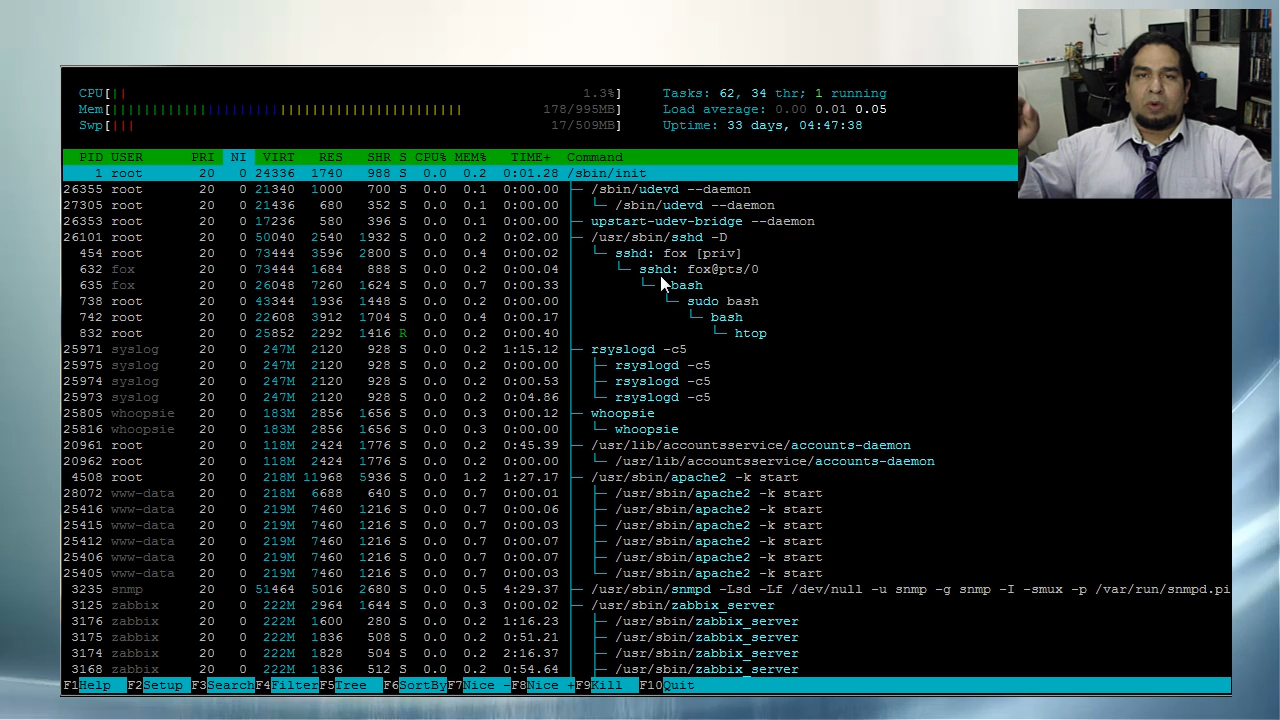 CPU[|| 1.3%] Tasks: 62, 34 thr; 1 running
Mem[||||||||||||||||||||||||||||||||||||||||||||178/995MB] Load average: 0.00 0.01 0.05
Swp[||| 17/509MB] Uptime: 33 days, 04:47:38
PID USER PRI NI VIRT RES SHR S CPU% MEM% TIME+ Command
1 root 20 0 24336 1740 988 S 0.0 0.2 0:01.28 /sbin/init
26355 root 20 0 21340 1000 700 S 0.0 0.1 0:00.00 ├─ /sbin/udevd --daemon
27305 root 20 0 21436 680 352 S 0.0 0.1 0:00.00 │ └─ /sbin/udevd --daemon
26353 root 20 0 17236 580 396 S 0.0 0.1 0:00.00 ├─ upstart-udev-bridge --daemon
26101 root 20 0 50040 2540 1932 S 0.0 0.2 0:02.00 ├─ /usr/sbin/sshd -D
454 root 20 0 73444 3596 2800 S 0.0 0.4 0:00.02 │ └─ sshd: fox [priv]
632 fox 20 0 73444 1684 888 S 0.0 0.2 0:00.04 │ └─ sshd: fox@pts/0
635 fox 20 0 26048 7260 1624 S 0.0 0.7 0:00.33 │ └─ bash
738 root 20 0 43344 1936 1448 S 0.0 0.2 0:00.00 │ └─ sudo bash
742 root 20 0 22608 3912 1704 S 0.0 0.4 0:00.17 │ └─ bash
832 root 20 0 25852 2292 1416 R 0.0 0.2 0:00.40 │ └─ htop
25971 syslog 20 0 247M 2120 928 S 0.0 0.2 1:15.12 ├─ rsyslogd -c5
25975 syslog 20 0 247M 2120 928 S 0.0 0.2 0:00.00 │ ├─ rsyslogd -c5
25974 syslog 20 0 247M 2120 928 S 0.0 0.2 0:00.53 │ ├─ rsyslogd -c5
25973 syslog 20 0 247M 2120 928 S 0.0 0.2 0:04.86 │ └─ rsyslogd -c5
25805 whoopsie 20 0 183M 2856 1656 S 0.0 0.3 0:00.12 ├─ whoopsie
25816 whoopsie 20 0 183M 2856 1656 S 0.0 0.3 0:00.00 │ └─ whoopsie
20961 root 20 0 118M 2424 1776 S 0.0 0.2 0:45.39 ├─ /usr/lib/accountsservice/accounts-daemon
20962 root 20 0 118M 2424 1776 S 0.0 0.2 0:00.00 │ └─ /usr/lib/accountsservice/accounts-daemon
4508 root 20 0 218M 11968 5936 S 0.0 1.2 1:27.17 ├─ /usr/sbin/apache2 -k start
28072 www-data 20 0 218M 6688 640 S 0.0 0.7 0:00.01 │ ├─ /usr/sbin/apache2 -k start
25416 www-data 20 0 219M 7460 1216 S 0.0 0.7 0:00.06 │ ├─ /usr/sbin/apache2 -k start
25415 www-data 20 0 219M 7460 1216 S 0.0 0.7 0:00.03 │ ├─ /usr/sbin/apache2 -k start
25412 www-data 20 0 219M 7460 1216 S 0.0 0.7 0:00.07 │ ├─ /usr/sbin/apache2 -k start
25406 www-data 20 0 219M 7460 1216 S 0.0 0.7 0:00.07 │ ├─ /usr/sbin/apache2 -k start
25405 www-data 20 0 219M 7460 1216 S 0.0 0.7 0:00.03 │ └─ /usr/sbin/apache2 -k start
3235 snmp 20 0 51464 5016 2680 S 0.0 0.5 4:29.37 ├─ /usr/sbin/snmpd -Lsd -Lf /dev/null -u snmp -g snmp -I -smux -p /var/run/snmpd.pi
3125 zabbix 20 0 222M 2964 1644 S 0.0 0.3 0:00.02 ├─ /usr/sbin/zabbix_server
3176 zabbix 20 0 222M 1600 280 S 0.0 0.2 1:16.23 │ ├─ /usr/sbin/zabbix_server
3175 zabbix 20 0 222M 1836 508 S 0.0 0.2 0:51.21 │ ├─ /usr/sbin/zabbix_server
3174 zabbix 20 0 222M 1828 504 S 0.0 0.2 2:16.37 │ ├─ /usr/sbin/zabbix_server
3168 zabbix 20 0 222M 1836 512 S 0.0 0.2 0:54.64 │ ├─ /usr/sbin/zabbix_server
F1Help F2Setup F3SearchF4FilterF5Tree F6SortByF7Nice -F8Nice +F9Kill F10Quit